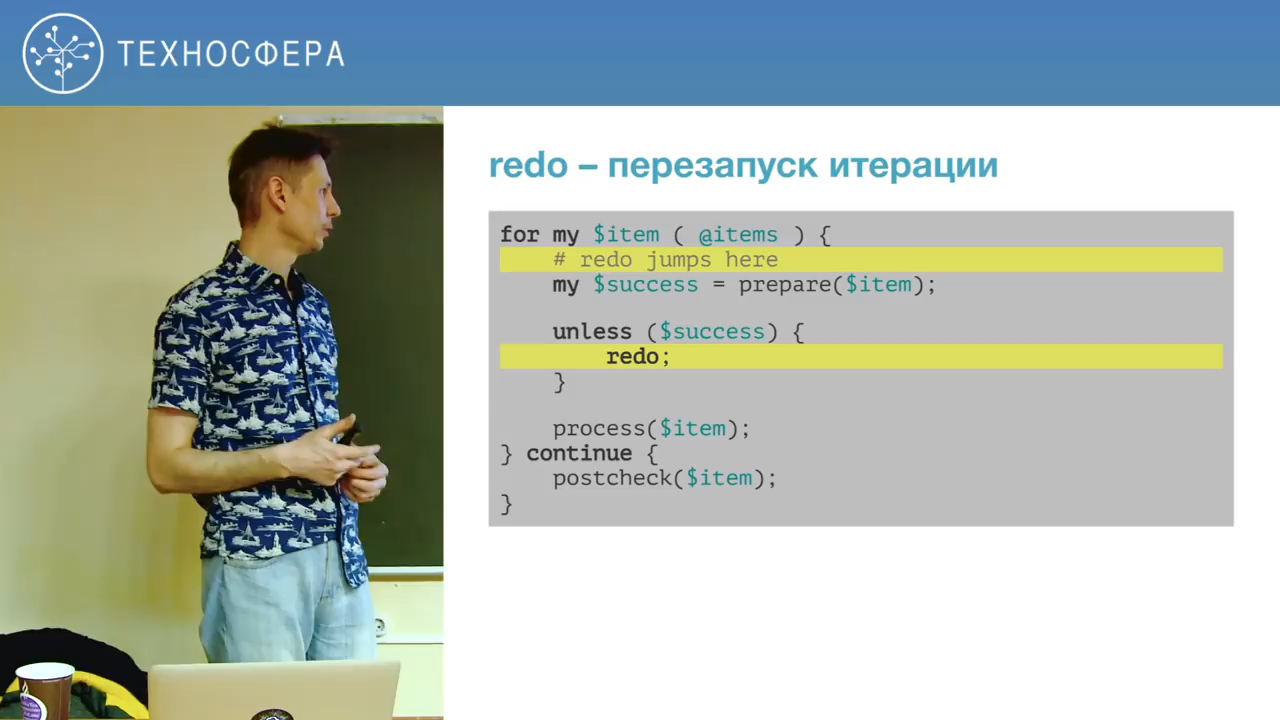 ТЕХНОСФЕРА
redo – перезапуск итерации
for my $item ( @items ) {
# redo jumps here
my $success = prepare($item);
unless ($success) {
redo;
}
process($item);
} continue {
postcheck($item);
}